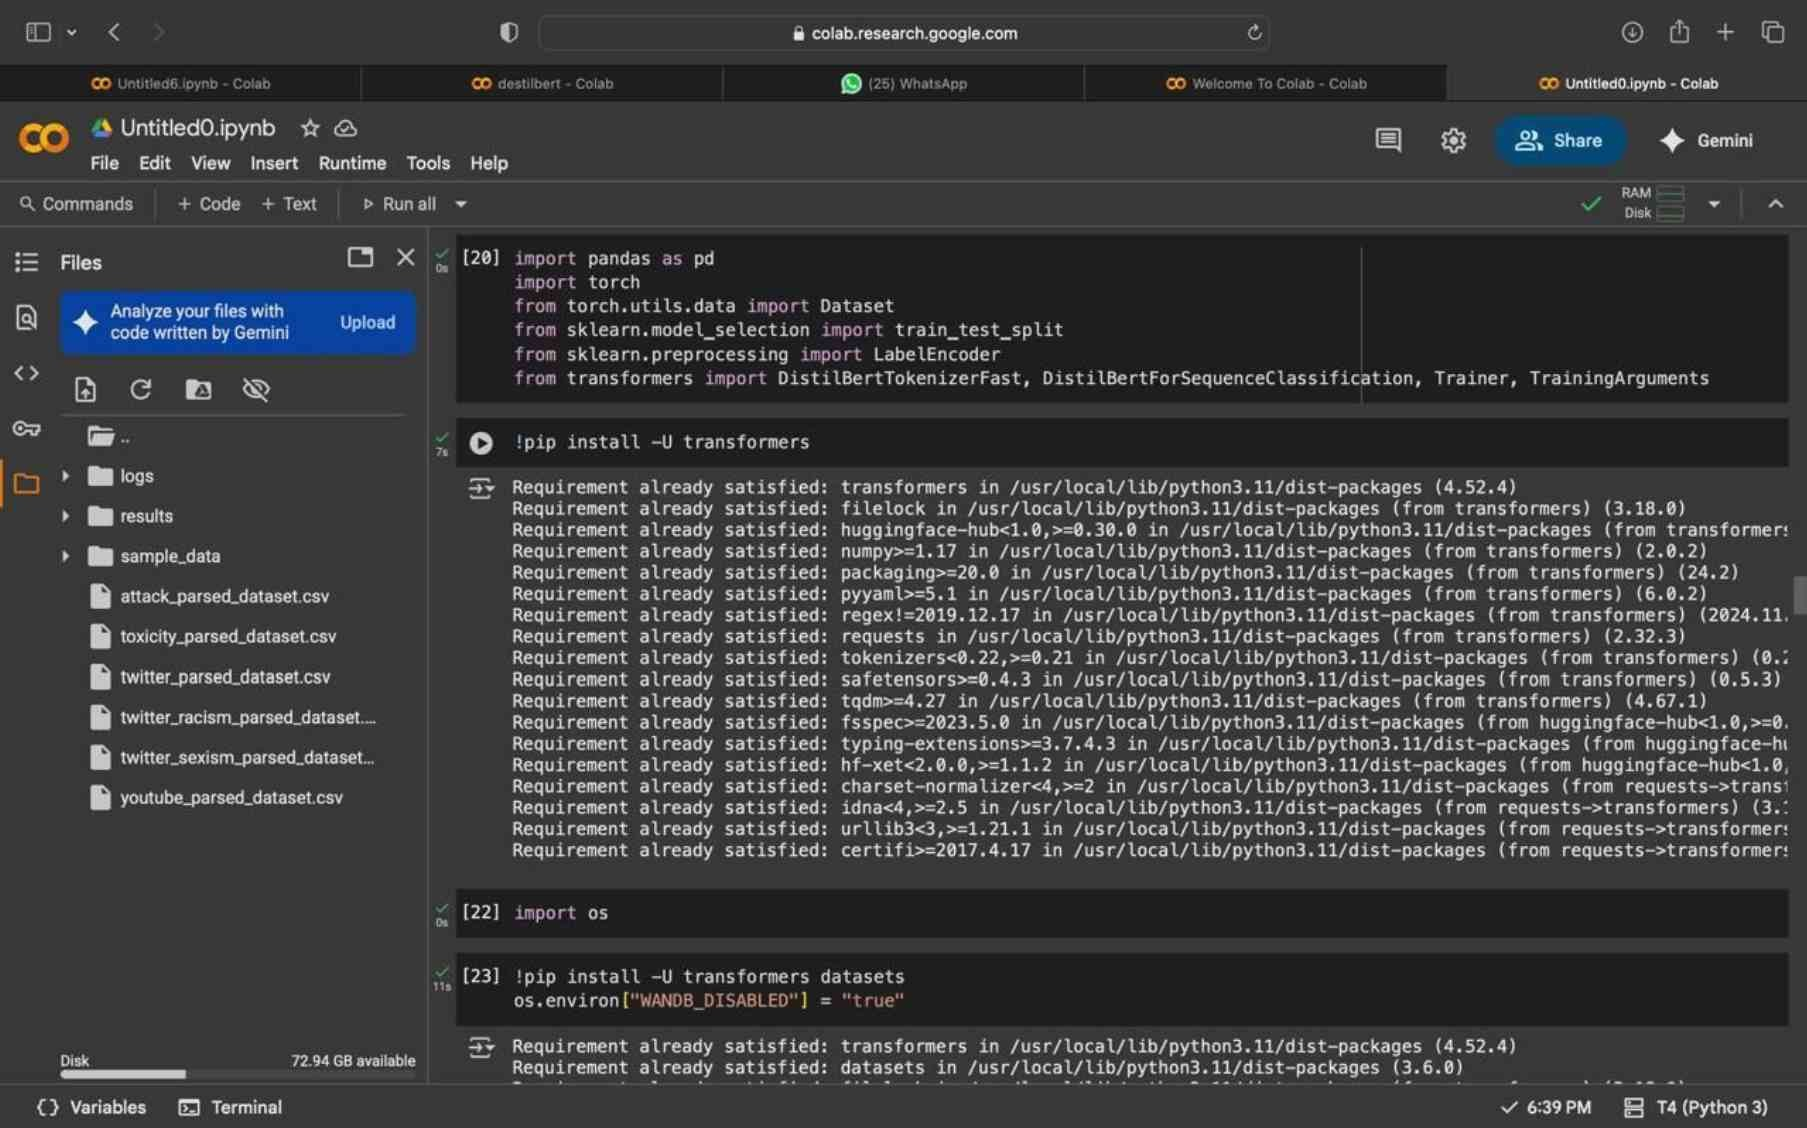 colab.research.google.com
Untitled6.ipynb - Colab
destilbert - Colab
(25) WhatsApp
Welcome To Colab - Colab
Untitled0.ipynb - Colab
Untitled0.ipynb
File Edit View Insert Runtime Tools Help
Share
Gemini
Commands
+ Code + Text
Run all
RAM
Disk
Files
Analyze your files with
code written by Gemini
Upload
..
logs
results
sample_data
attack_parsed_dataset.csv
toxicity_parsed_dataset.csv
twitter_parsed_dataset.csv
twitter_racism_parsed_dataset....
twitter_sexism_parsed_dataset...
youtube_parsed_dataset.csv
Disk 72.94 GB available
0s
[20] import pandas as pd
import torch
from torch.utils.data import Dataset
from sklearn.model_selection import train_test_split
from sklearn.preprocessing import LabelEncoder
from transformers import DistilBertTokenizerFast, DistilBertForSequenceClassification, Trainer, TrainingArguments
7s
!pip install -U transformers
Requirement already satisfied: transformers in /usr/local/lib/python3.11/dist-packages (4.52.4)
Requirement already satisfied: filelock in /usr/local/lib/python3.11/dist-packages (from transformers) (3.18.0)
Requirement already satisfied: huggingface-hub<1.0,>=0.30.0 in /usr/local/lib/python3.11/dist-packages (from transformers
Requirement already satisfied: numpy>=1.17 in /usr/local/lib/python3.11/dist-packages (from transformers) (2.0.2)
Requirement already satisfied: packaging>=20.0 in /usr/local/lib/python3.11/dist-packages (from transformers) (24.2)
Requirement already satisfied: pyyaml>=5.1 in /usr/local/lib/python3.11/dist-packages (from transformers) (6.0.2)
Requirement already satisfied: regex!=2019.12.17 in /usr/local/lib/python3.11/dist-packages (from transformers) (2024.11.
Requirement already satisfied: requests in /usr/local/lib/python3.11/dist-packages (from transformers) (2.32.3)
Requirement already satisfied: tokenizers<0.22,>=0.21 in /usr/local/lib/python3.11/dist-packages (from transformers) (0.2
Requirement already satisfied: safetensors>=0.4.3 in /usr/local/lib/python3.11/dist-packages (from transformers) (0.5.3)
Requirement already satisfied: tqdm>=4.27 in /usr/local/lib/python3.11/dist-packages (from transformers) (4.67.1)
Requirement already satisfied: fsspec>=2023.5.0 in /usr/local/lib/python3.11/dist-packages (from huggingface-hub<1.0,>=0.
Requirement already satisfied: typing-extensions>=3.7.4.3 in /usr/local/lib/python3.11/dist-packages (from huggingface-hu
Requirement already satisfied: hf-xet<2.0.0,>=1.1.2 in /usr/local/lib/python3.11/dist-packages (from huggingface-hub<1.0,
Requirement already satisfied: charset-normalizer<4,>=2 in /usr/local/lib/python3.11/dist-packages (from requests->transf
Requirement already satisfied: idna<4,>=2.5 in /usr/local/lib/python3.11/dist-packages (from requests->transformers) (3.1
Requirement already satisfied: urllib3<3,>=1.21.1 in /usr/local/lib/python3.11/dist-packages (from requests->transformers
Requirement already satisfied: certifi>=2017.4.17 in /usr/local/lib/python3.11/dist-packages (from requests->transformers
0s
[22] import os
11s
[23] !pip install -U transformers datasets
os.environ["WANDB_DISABLED"] = "true"
Requirement already satisfied: transformers in /usr/local/lib/python3.11/dist-packages (4.52.4)
Requirement already satisfied: datasets in /usr/local/lib/python3.11/dist-packages (3.6.0)
{} Variables
Terminal
6:39 PM
T4 (Python 3)